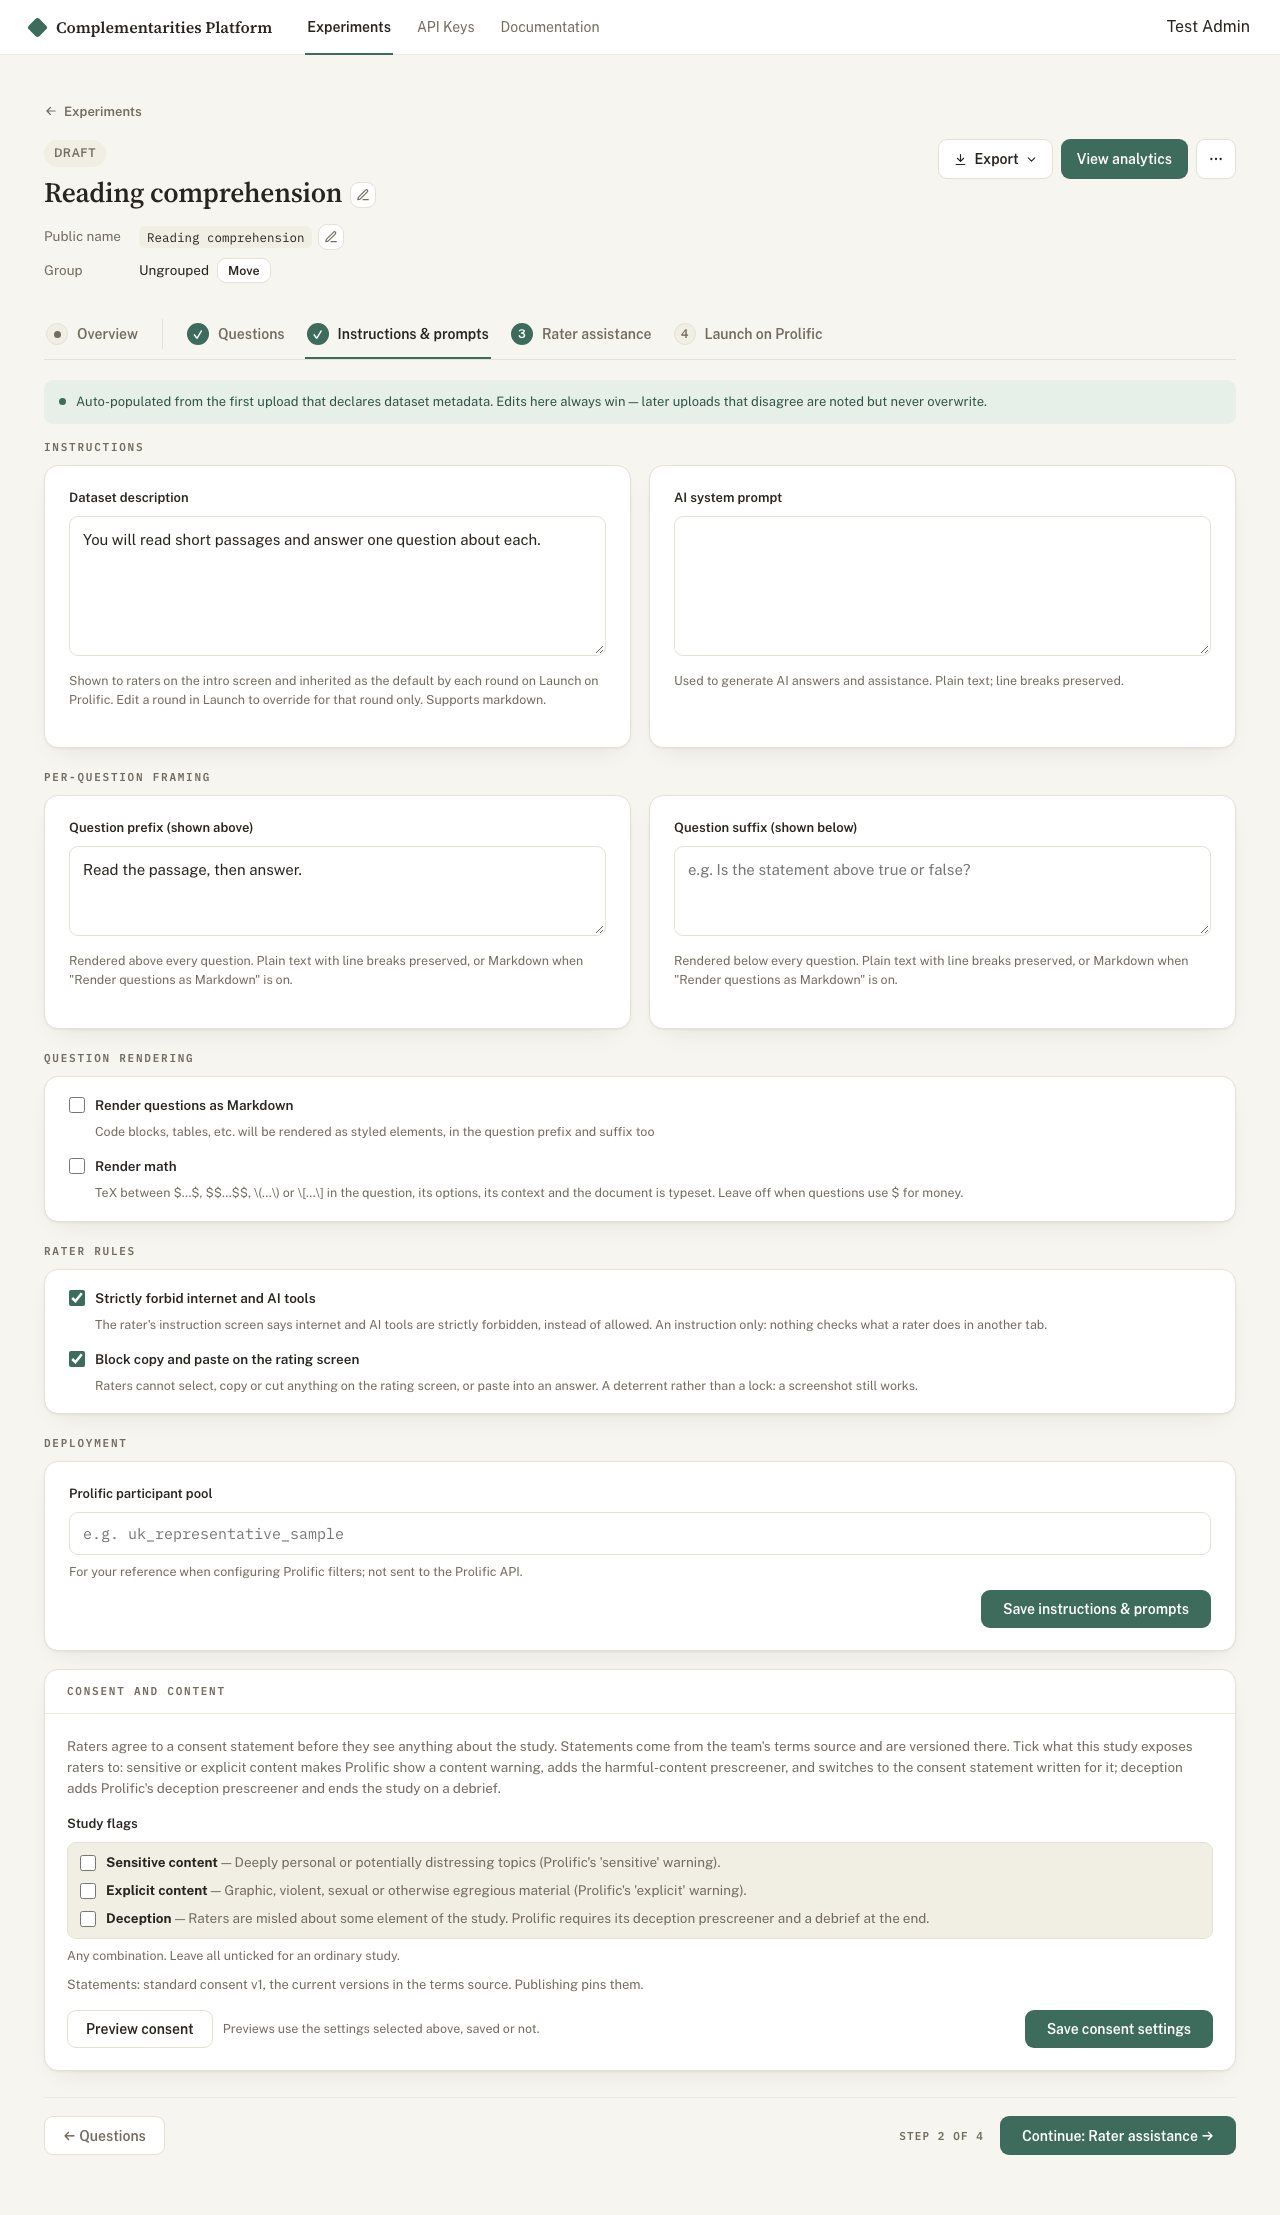 Complementarities Platform
Experiments
API Keys
Documentation
Test Admin
← Experiments
DRAFT
Export
View analytics
···
Reading comprehension
Public name
Reading comprehension
Group
Ungrouped
Move
Overview
Questions
Instructions & prompts
3 Rater assistance
4 Launch on Prolific
Auto-populated from the first upload that declares dataset metadata. Edits here always win — later uploads that disagree are noted but never overwrite.
INSTRUCTIONS
Dataset description
You will read short passages and answer one question about each.
Shown to raters on the intro screen and inherited as the default by each round on Launch on
Prolific. Edit a round in Launch to override for that round only. Supports markdown.
AI system prompt
Used to generate AI answers and assistance. Plain text; line breaks preserved.
PER-QUESTION FRAMING
Question prefix (shown above)
Read the passage, then answer.
Rendered above every question. Plain text with line breaks preserved, or Markdown when
"Render questions as Markdown" is on.
Question suffix (shown below)
e.g. Is the statement above true or false?
Rendered below every question. Plain text with line breaks preserved, or Markdown when
"Render questions as Markdown" is on.
QUESTION RENDERING
Render questions as Markdown
Code blocks, tables, etc. will be rendered as styled elements, in the question prefix and suffix too
Render math
TeX between $…$, $$…$$, \(…\) or \[…\] in the question, its options, its context and the document is typeset. Leave off when questions use $ for money.
RATER RULES
Strictly forbid internet and AI tools
The rater's instruction screen says internet and AI tools are strictly forbidden, instead of allowed. An instruction only: nothing checks what a rater does in another tab.
Block copy and paste on the rating screen
Raters cannot select, copy or cut anything on the rating screen, or paste into an answer. A deterrent rather than a lock: a screenshot still works.
DEPLOYMENT
Prolific participant pool
e.g. uk_representative_sample
For your reference when configuring Prolific filters; not sent to the Prolific API.
Save instructions & prompts
CONSENT AND CONTENT
Raters agree to a consent statement before they see anything about the study. Statements come from the team's terms source and are versioned there. Tick what this study exposes
raters to: sensitive or explicit content makes Prolific show a content warning, adds the harmful-content prescreener, and switches to the consent statement written for it; deception
adds Prolific's deception prescreener and ends the study on a debrief.
Study flags
Sensitive content — Deeply personal or potentially distressing topics (Prolific's 'sensitive' warning).
Explicit content — Graphic, violent, sexual or otherwise egregious material (Prolific's 'explicit' warning).
Deception — Raters are misled about some element of the study. Prolific requires its deception prescreener and a debrief at the end.
Any combination. Leave all unticked for an ordinary study.
Statements: standard consent v1, the current versions in the terms source. Publishing pins them.
Preview consent
Previews use the settings selected above, saved or not.
Save consent settings
← Questions
STEP 2 OF 4
Continue: Rater assistance →